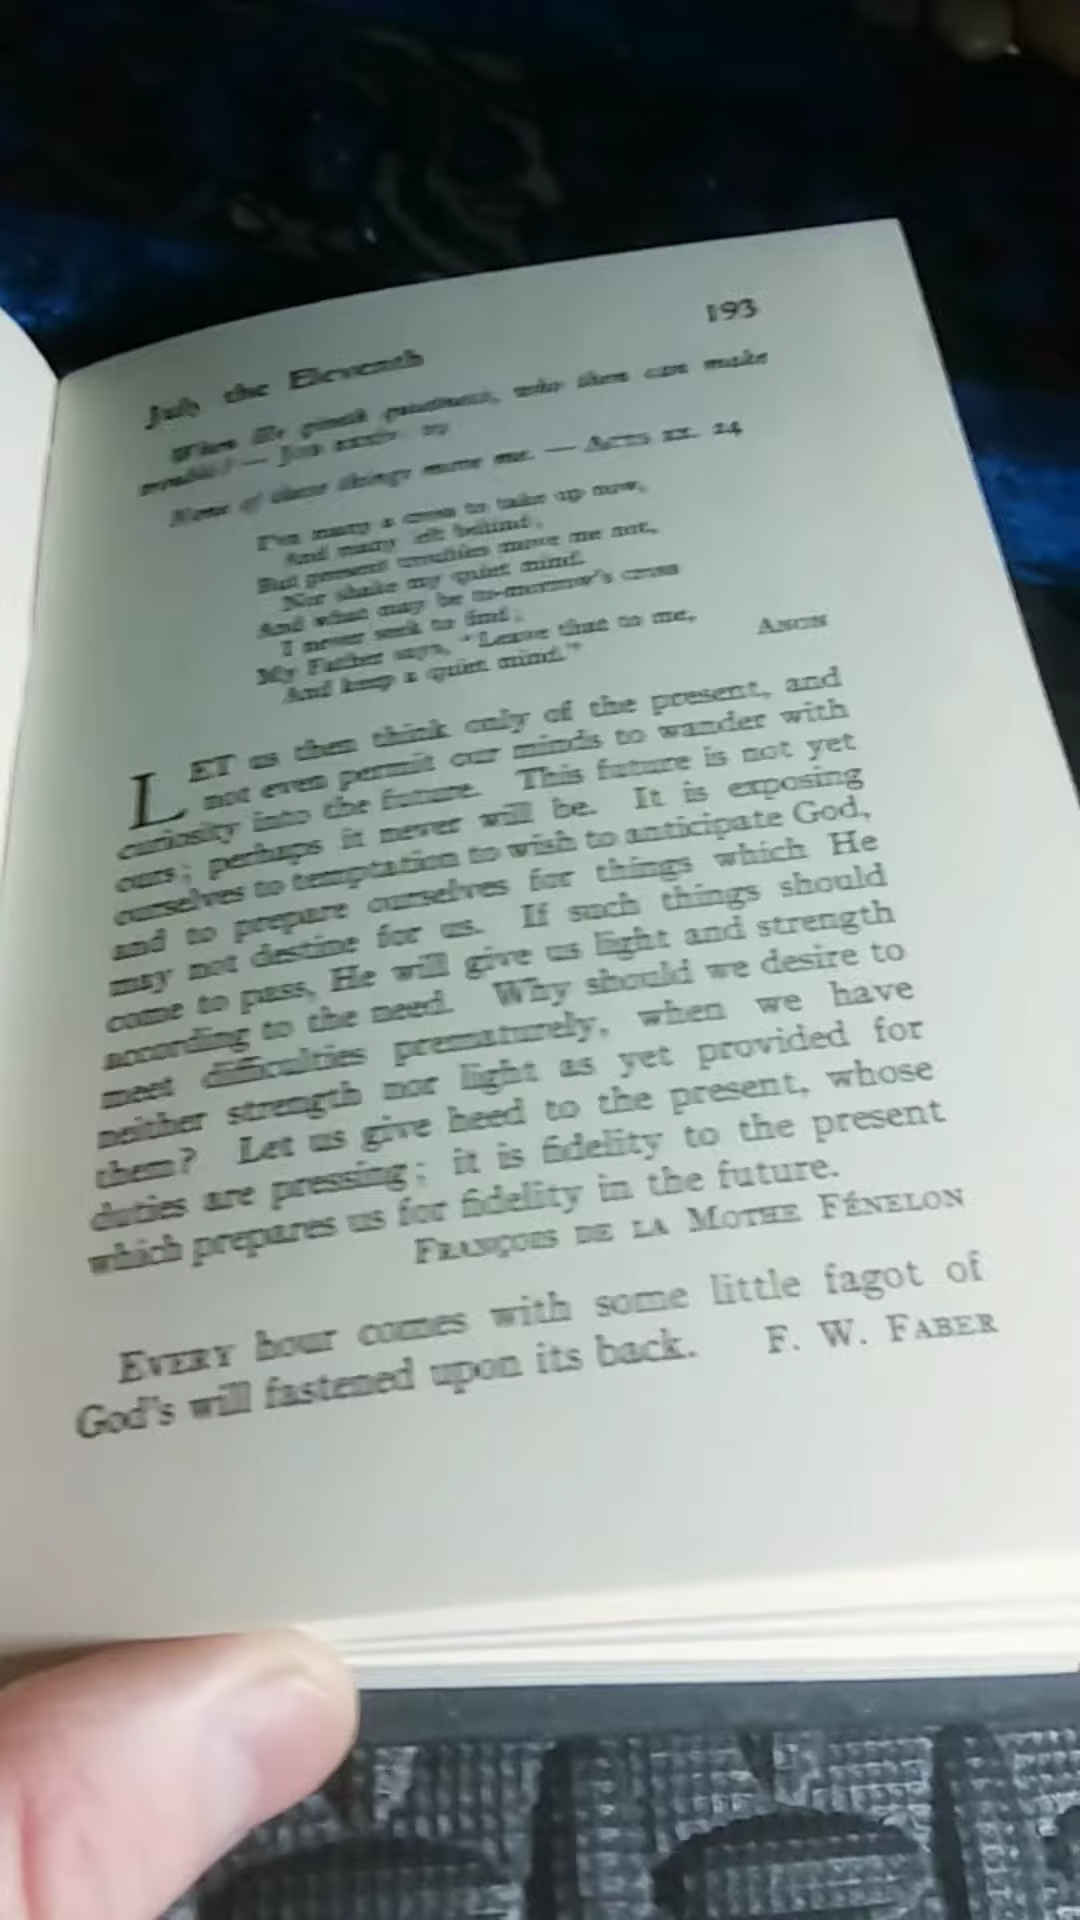 193
July the Eleventh
When He giveth quietness, who then can make
trouble? — Job xxxiv. 29
None of these things move me. — Acts xx. 24
I've many a cross to take up now,
And many left behind;
But present troubles move me not,
Nor shake my quiet mind.
And what may be to-morrow's cross
I never seek to find;
My Father says, "Leave that to me,
And keep a quiet mind."
Anon
LET us then think only of the present, and
not even permit our minds to wander with
curiosity into the future. This future is not yet
ours; perhaps it never will be. It is exposing
ourselves to temptation to wish to anticipate God,
and to prepare ourselves for things which He
may not destine for us. If such things should
come to pass, He will give us light and strength
according to the need. Why should we desire to
meet difficulties prematurely, when we have
neither strength nor light as yet provided for
them? Let us give heed to the present, whose
duties are pressing; it is fidelity to the present
which prepares us for fidelity in the future.
François de la Mothe Fénelon
Every hour comes with some little fagot of
God's will fastened upon its back. F. W. Faber